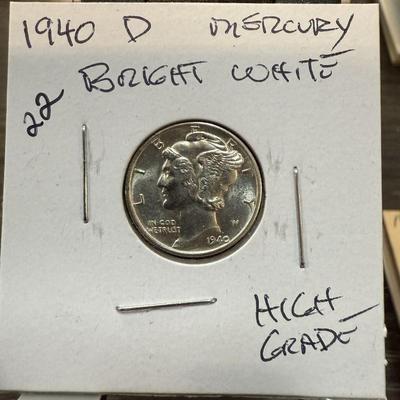 1940 D MERCURY
BRIGHT WHITE
22
LIBERTY
IN GOD
WE TRUST
1940
HIGH
GRADE